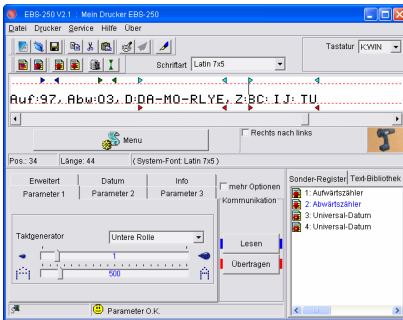 EBS-250 V2.1 : Mein Drucker EBS-250
Datei Drucker Service Hilfe Über
Tastatur KYWIN
Schriftart Latin 7x5
Auf:97, Abw:03, D:DA-MO-RLYE, Z:BC: IJ: TU
Menu
Rechts nach links
Pos.: 34 Länge: 44 (System-Font: Latin 7x5)
Erweitert Datum Info
Parameter 1 Parameter 2 Parameter 3
mehr Optionen
Kommunikation
Sonder-Register Text-Bibliothek
1: Aufwärtszähler
2: Abwärtszähler
3: Universal-Datum
4: Universal-Datum
Taktgenerator Untere Rolle
1
500
Lesen
Übertragen
Parameter O.K.